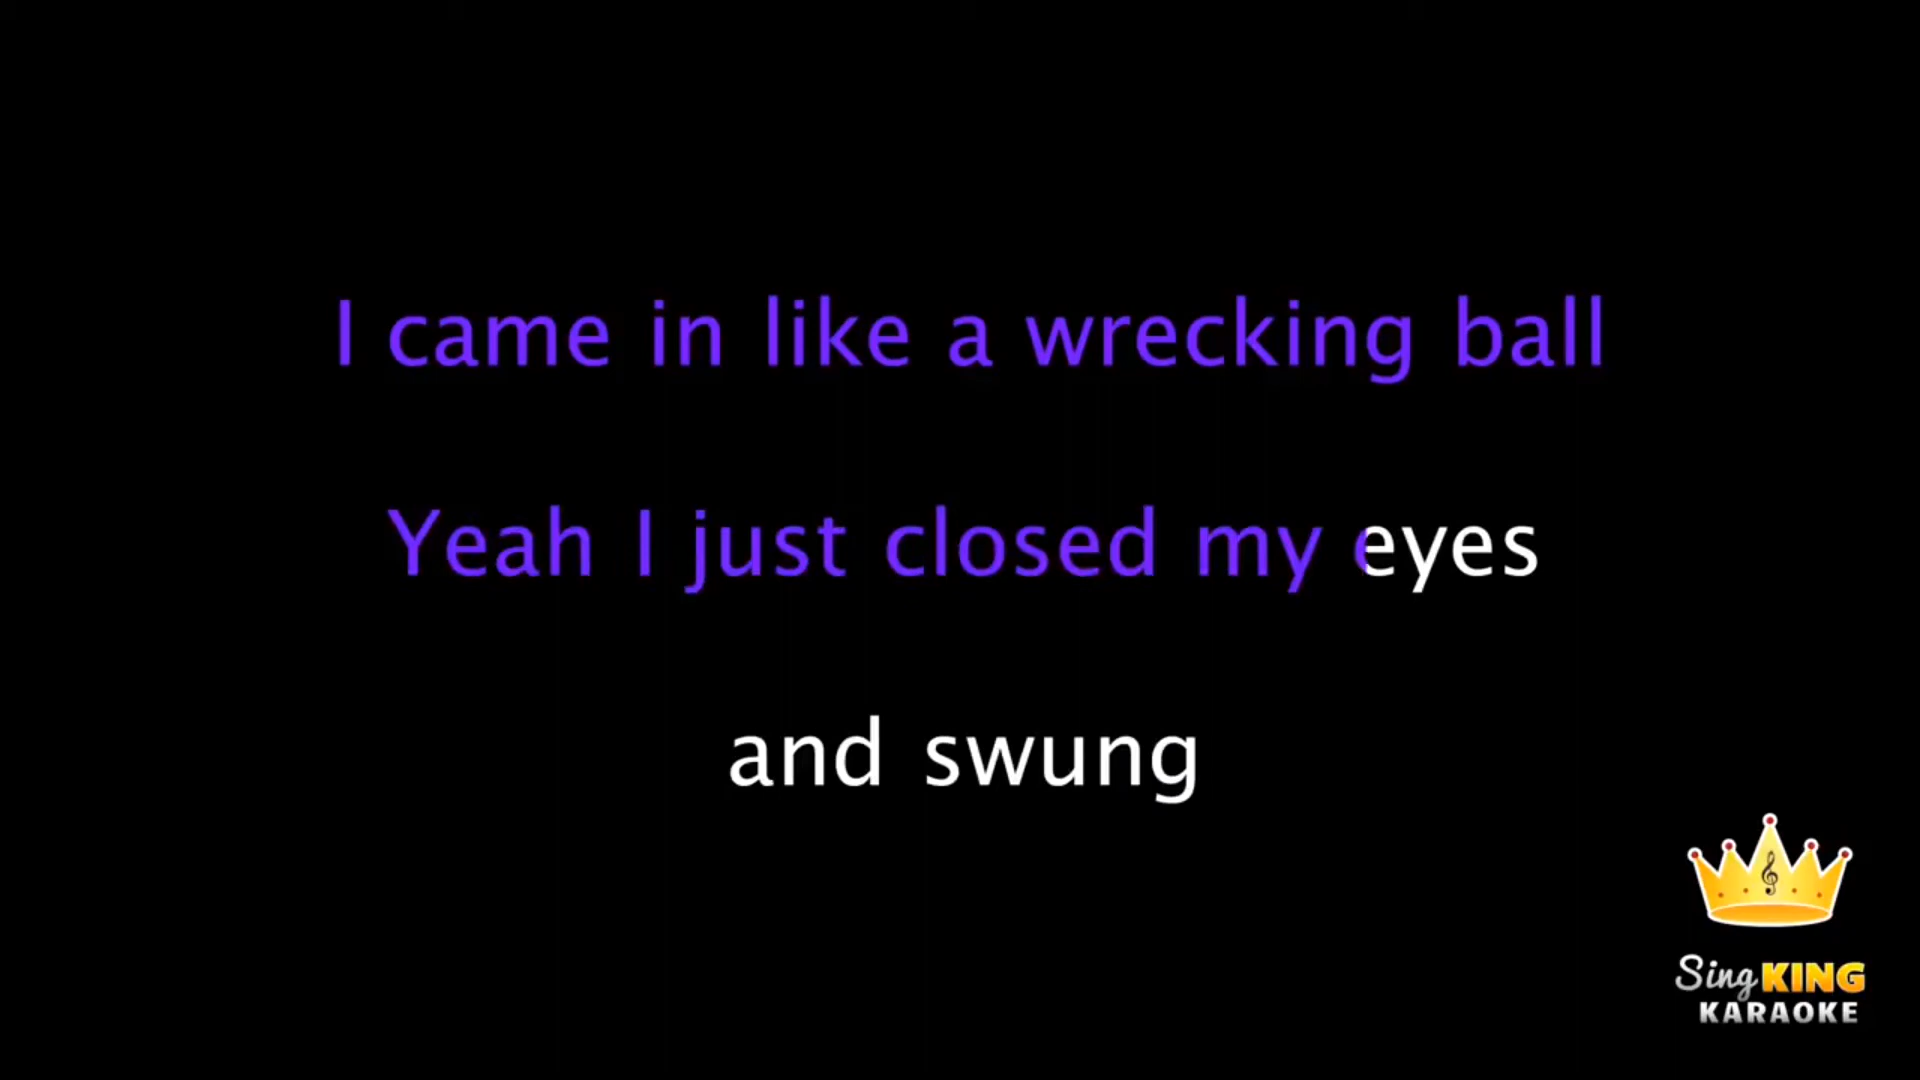 I came in like a wrecking ball
Yeah I just closed my eyes
and swung
Sing KING
KARAOKE